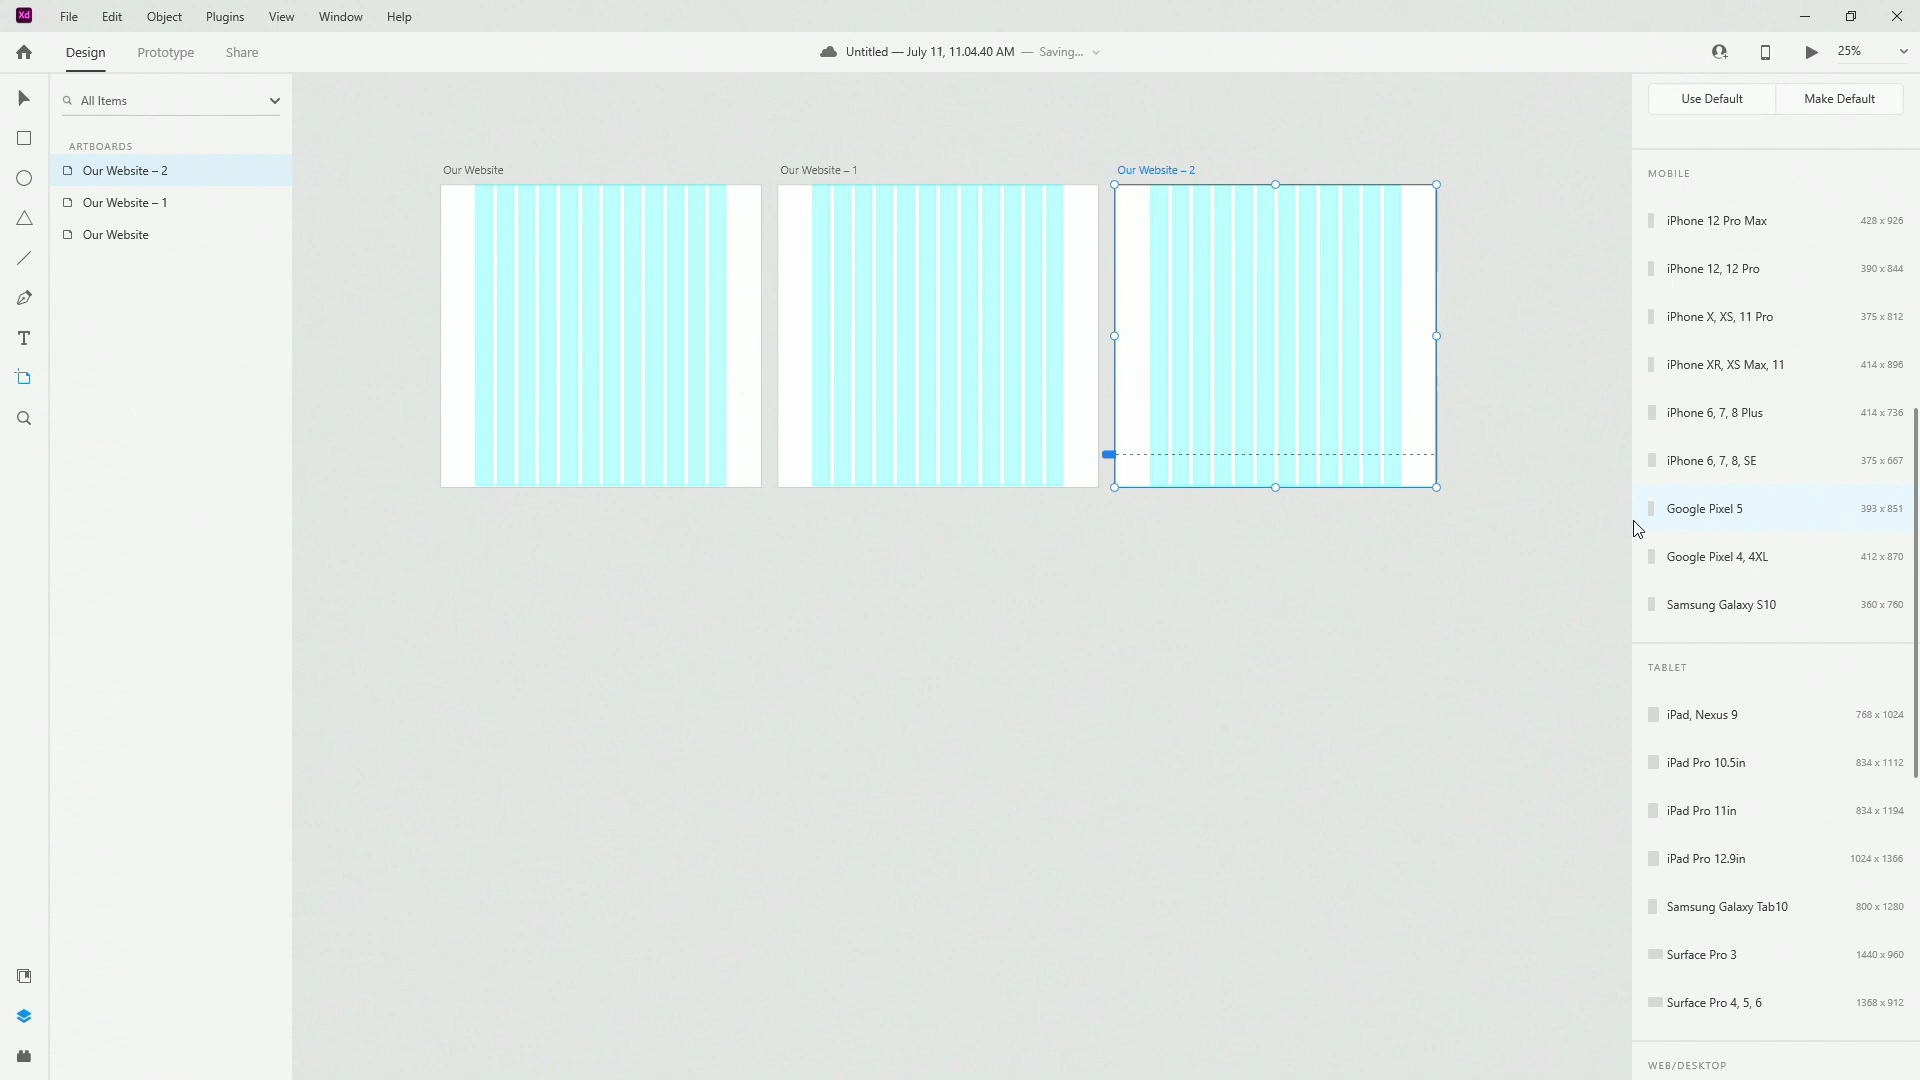 Xd File Edit Object Plugins View Window Help
Design Prototype Share Untitled — July 11, 11.04.40 AM — Saving... 25%
All Items
Use Default Make Default
ARTBOARDS
Our Website – 2
Our Website – 1
Our Website
Our Website Our Website – 1 Our Website – 2
MOBILE
iPhone 12 Pro Max 428 x 926
iPhone 12, 12 Pro 390 x 844
iPhone X, XS, 11 Pro 375 x 812
iPhone XR, XS Max, 11 414 x 896
iPhone 6, 7, 8 Plus 414 x 736
iPhone 6, 7, 8, SE 375 x 667
Google Pixel 5 393 x 851
Google Pixel 4, 4XL 412 x 870
Samsung Galaxy S10 360 x 760
TABLET
iPad, Nexus 9 768 x 1024
iPad Pro 10.5in 834 x 1112
iPad Pro 11in 834 x 1194
iPad Pro 12.9in 1024 x 1366
Samsung Galaxy Tab10 800 x 1280
Surface Pro 3 1440 x 960
Surface Pro 4, 5, 6 1368 x 912
WEB/DESKTOP